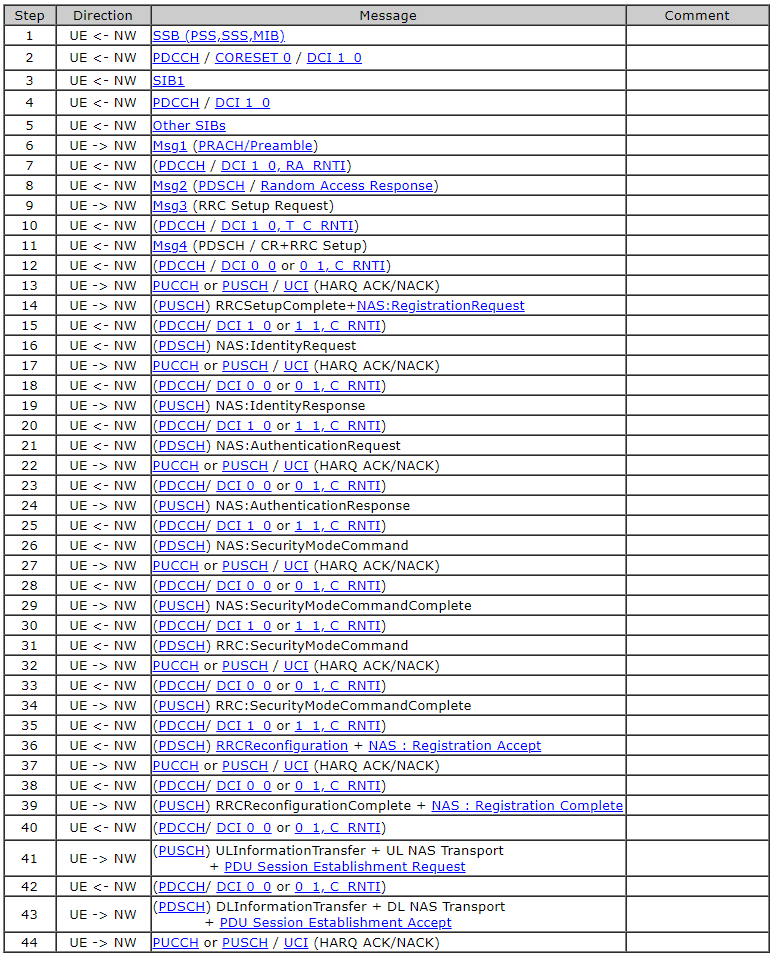 Step Direction Message Comment
1 UE <- NW SSB (PSS,SSS,MIB)
2 UE <- NW PDCCH / CORESET 0 / DCI 1_0
3 UE <- NW SIB1
4 UE <- NW PDCCH / DCI 1_0
5 UE <- NW Other SIBs
6 UE -> NW Msg1 (PRACH/Preamble)
7 UE <- NW (PDCCH / DCI 1_0, RA_RNTI)
8 UE <- NW Msg2 (PDSCH / Random Access Response)
9 UE -> NW Msg3 (RRC Setup Request)
10 UE <- NW (PDCCH / DCI 1_0, T_C_RNTI)
11 UE <- NW Msg4 (PDSCH / CR+RRC Setup)
12 UE <- NW (PDCCH / DCI 0_0 or 0_1, C_RNTI)
13 UE -> NW PUCCH or PUSCH / UCI (HARQ ACK/NACK)
14 UE -> NW (PUSCH) RRCSetupComplete+NAS:RegistrationRequest
15 UE <- NW (PDCCH/ DCI 1_0 or 1_1, C_RNTI)
16 UE <- NW (PDSCH) NAS:IdentityRequest
17 UE -> NW PUCCH or PUSCH / UCI (HARQ ACK/NACK)
18 UE <- NW (PDCCH/ DCI 0_0 or 0_1, C_RNTI)
19 UE -> NW (PUSCH) NAS:IdentityResponse
20 UE <- NW (PDCCH/ DCI 1_0 or 1_1, C_RNTI)
21 UE <- NW (PDSCH) NAS:AuthenticationRequest
22 UE -> NW PUCCH or PUSCH / UCI (HARQ ACK/NACK)
23 UE <- NW (PDCCH/ DCI 0_0 or 0_1, C_RNTI)
24 UE -> NW (PUSCH) NAS:AuthenticationResponse
25 UE <- NW (PDCCH/ DCI 1_0 or 1_1, C_RNTI)
26 UE <- NW (PDSCH) NAS:SecurityModeCommand
27 UE -> NW PUCCH or PUSCH / UCI (HARQ ACK/NACK)
28 UE <- NW (PDCCH/ DCI 0_0 or 0_1, C_RNTI)
29 UE -> NW (PUSCH) NAS:SecurityModeCommandComplete
30 UE <- NW (PDCCH/ DCI 1_0 or 1_1, C_RNTI)
31 UE <- NW (PDSCH) RRC:SecurityModeCommand
32 UE -> NW PUCCH or PUSCH / UCI (HARQ ACK/NACK)
33 UE <- NW (PDCCH/ DCI 0_0 or 0_1, C_RNTI)
34 UE -> NW (PUSCH) RRC:SecurityModeCommandComplete
35 UE <- NW (PDCCH/ DCI 1_0 or 1_1, C_RNTI)
36 UE <- NW (PDSCH) RRCReconfiguration + NAS : Registration Accept
37 UE -> NW PUCCH or PUSCH / UCI (HARQ ACK/NACK)
38 UE <- NW (PDCCH/ DCI 0_0 or 0_1, C_RNTI)
39 UE -> NW (PUSCH) RRCReconfigurationComplete + NAS : Registration Complete
40 UE <- NW (PDCCH/ DCI 0_0 or 0_1, C_RNTI)
41 UE -> NW (PUSCH) ULInformationTransfer + UL NAS Transport
+ PDU Session Establishment Request
42 UE <- NW (PDCCH/ DCI 0_0 or 0_1, C_RNTI)
43 UE -> NW (PDSCH) DLInformationTransfer + DL NAS Transport
+ PDU Session Establishment Accept
44 UE -> NW PUCCH or PUSCH / UCI (HARQ ACK/NACK)